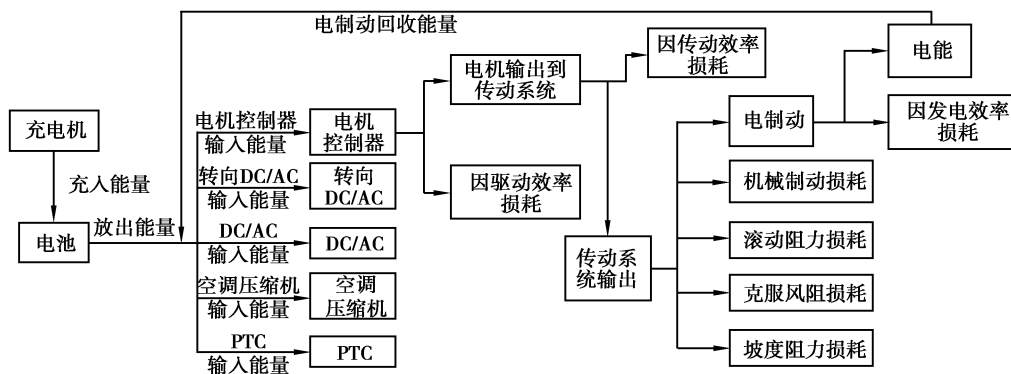 电制动回收能量
充电机
充入能量
电池
放出能量
电机控制器
输入能量
转向DC/AC
输入能量
DC/AC
输入能量
空调压缩机
输入能量
PTC
输入能量
电机
控制器
转向
DC/AC
DC/AC
空调
压缩机
PTC
电机输出到
传动系统
因驱动效率
损耗
因传动效率
损耗
传动系
统输出
电制动
机械制动损耗
滚动阻力损耗
克服风阻损耗
坡度阻力损耗
电能
因发电效率
损耗